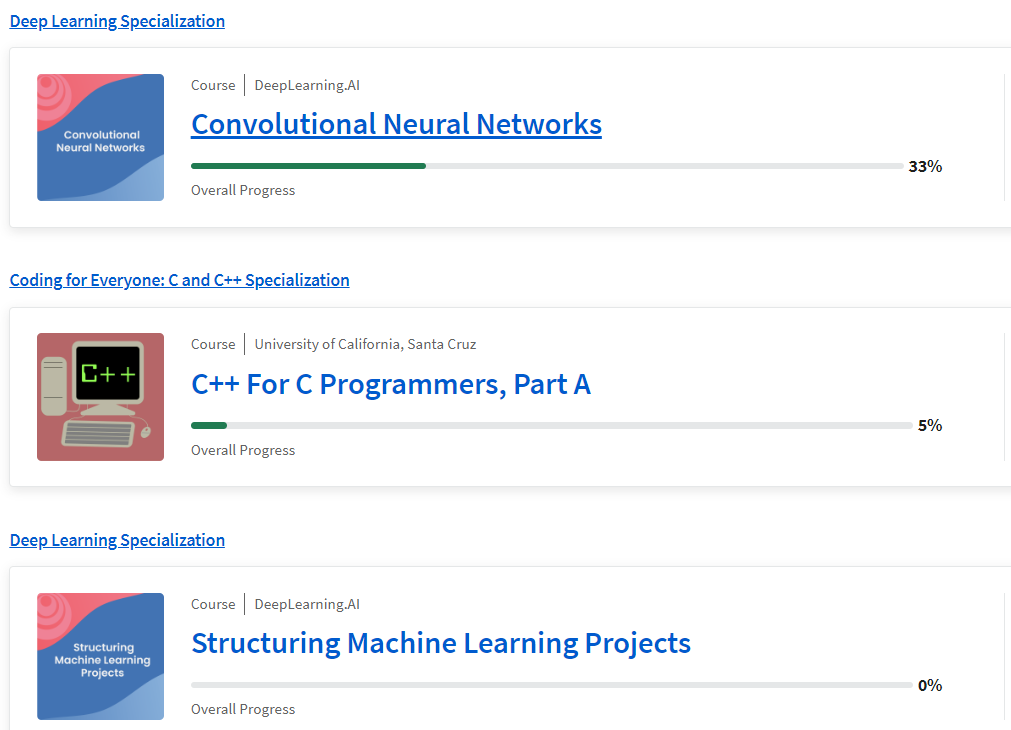 Deep Learning Specialization
Convolutional
Neural Networks
Course | DeepLearning.AI
Convolutional Neural Networks
33%
Overall Progress
Coding for Everyone: C and C++ Specialization
C++
Course | University of California, Santa Cruz
C++ For C Programmers, Part A
5%
Overall Progress
Deep Learning Specialization
Structuring
Machine Learning
Projects
Course | DeepLearning.AI
Structuring Machine Learning Projects
0%
Overall Progress